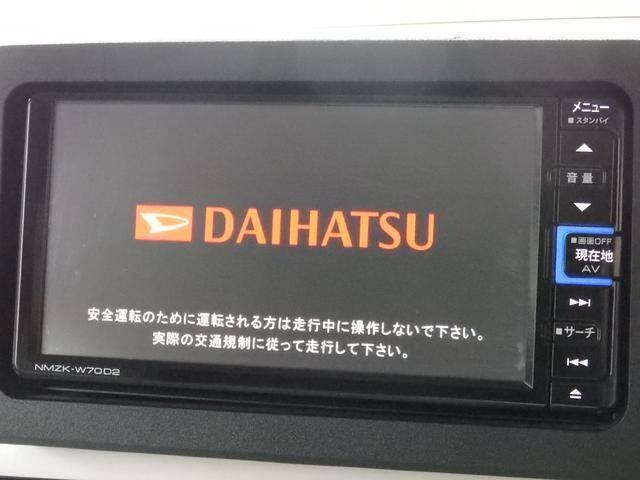 DAIHATSU
安全運転のために運転される方は走行中に操作しないで下さい。
実際の交通規制に従って走行して下さい。
NMZK-W70D2
メニュー
■スタンバイ
▲
音量
▼
■画面OFF
現在地
AV
▶▶|
■サーチ
|◀◀
⏏